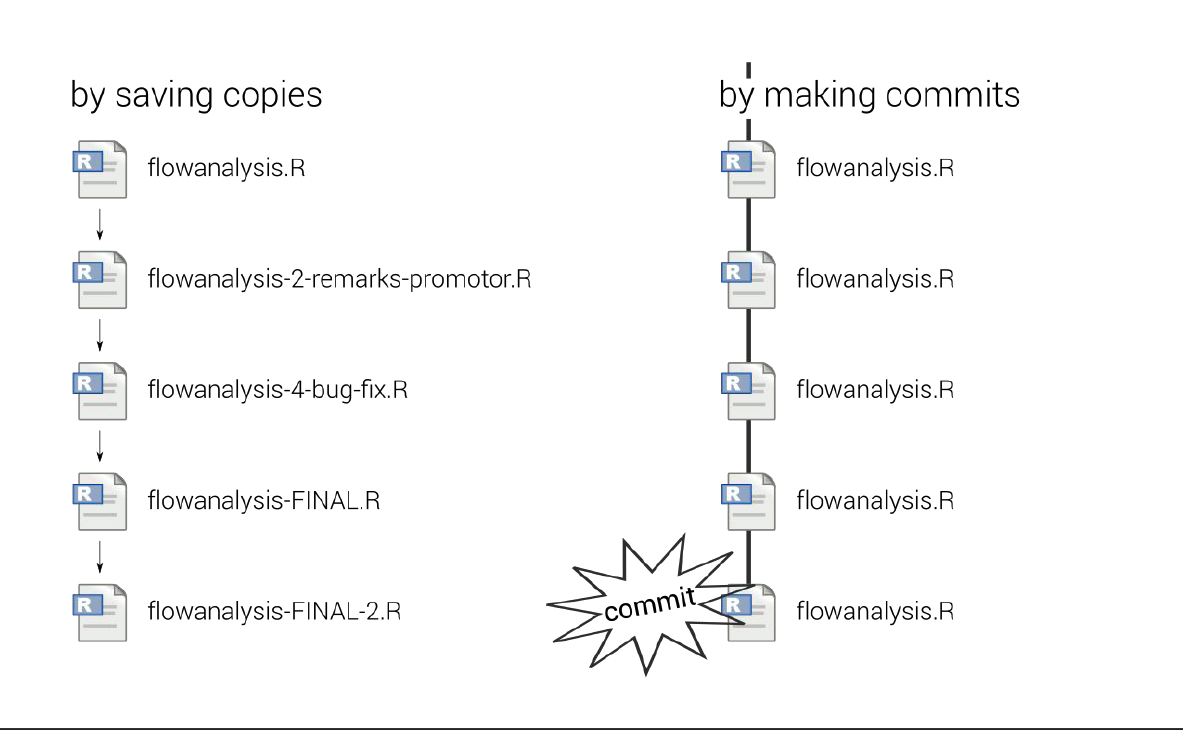 by saving copies
R flowanalysis.R
R flowanalysis-2-remarks-promotor.R
R flowanalysis-4-bug-fix.R
R flowanalysis-FINAL.R
R flowanalysis-FINAL-2.R
by making commits
R flowanalysis.R
R flowanalysis.R
R flowanalysis.R
R flowanalysis.R
commit
R flowanalysis.R